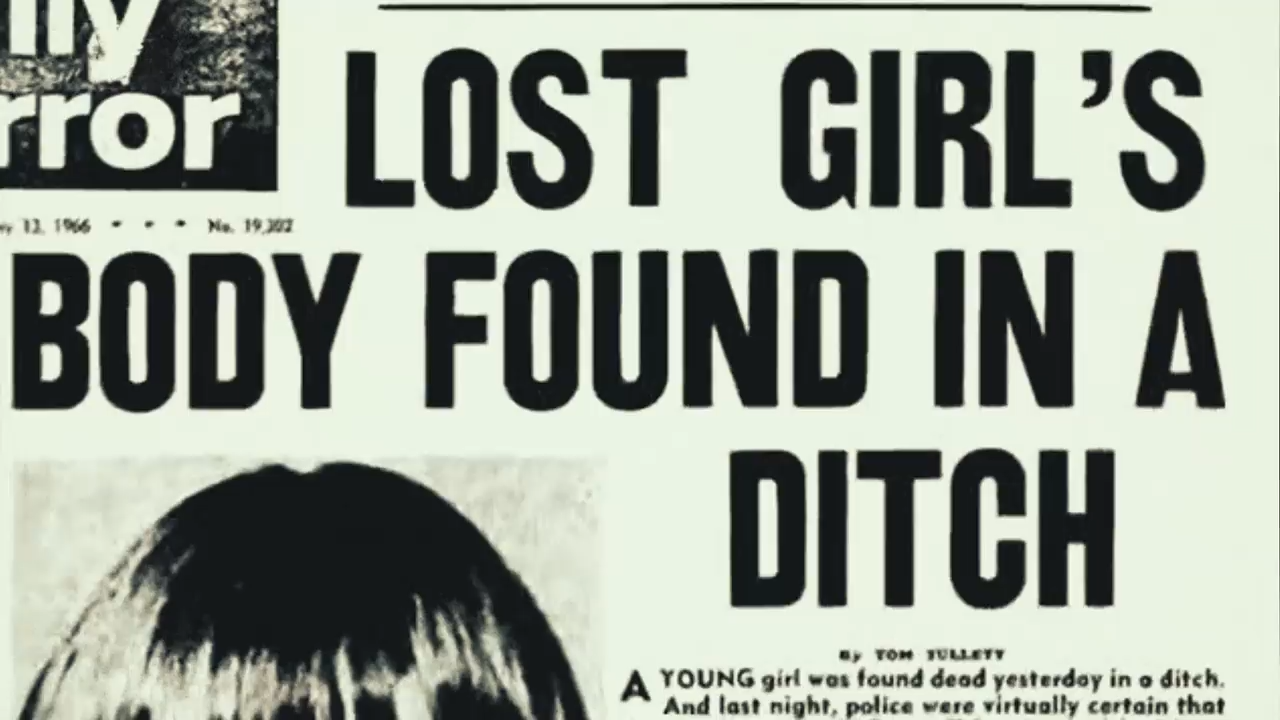 lly
rror
y 13, 1966 • • • No. 19,302
LOST GIRL'S
BODY FOUND IN A
DITCH
By TOM TULLETT
A YOUNG girl was found dead yesterday in a ditch.
And last night, police were virtually certain that